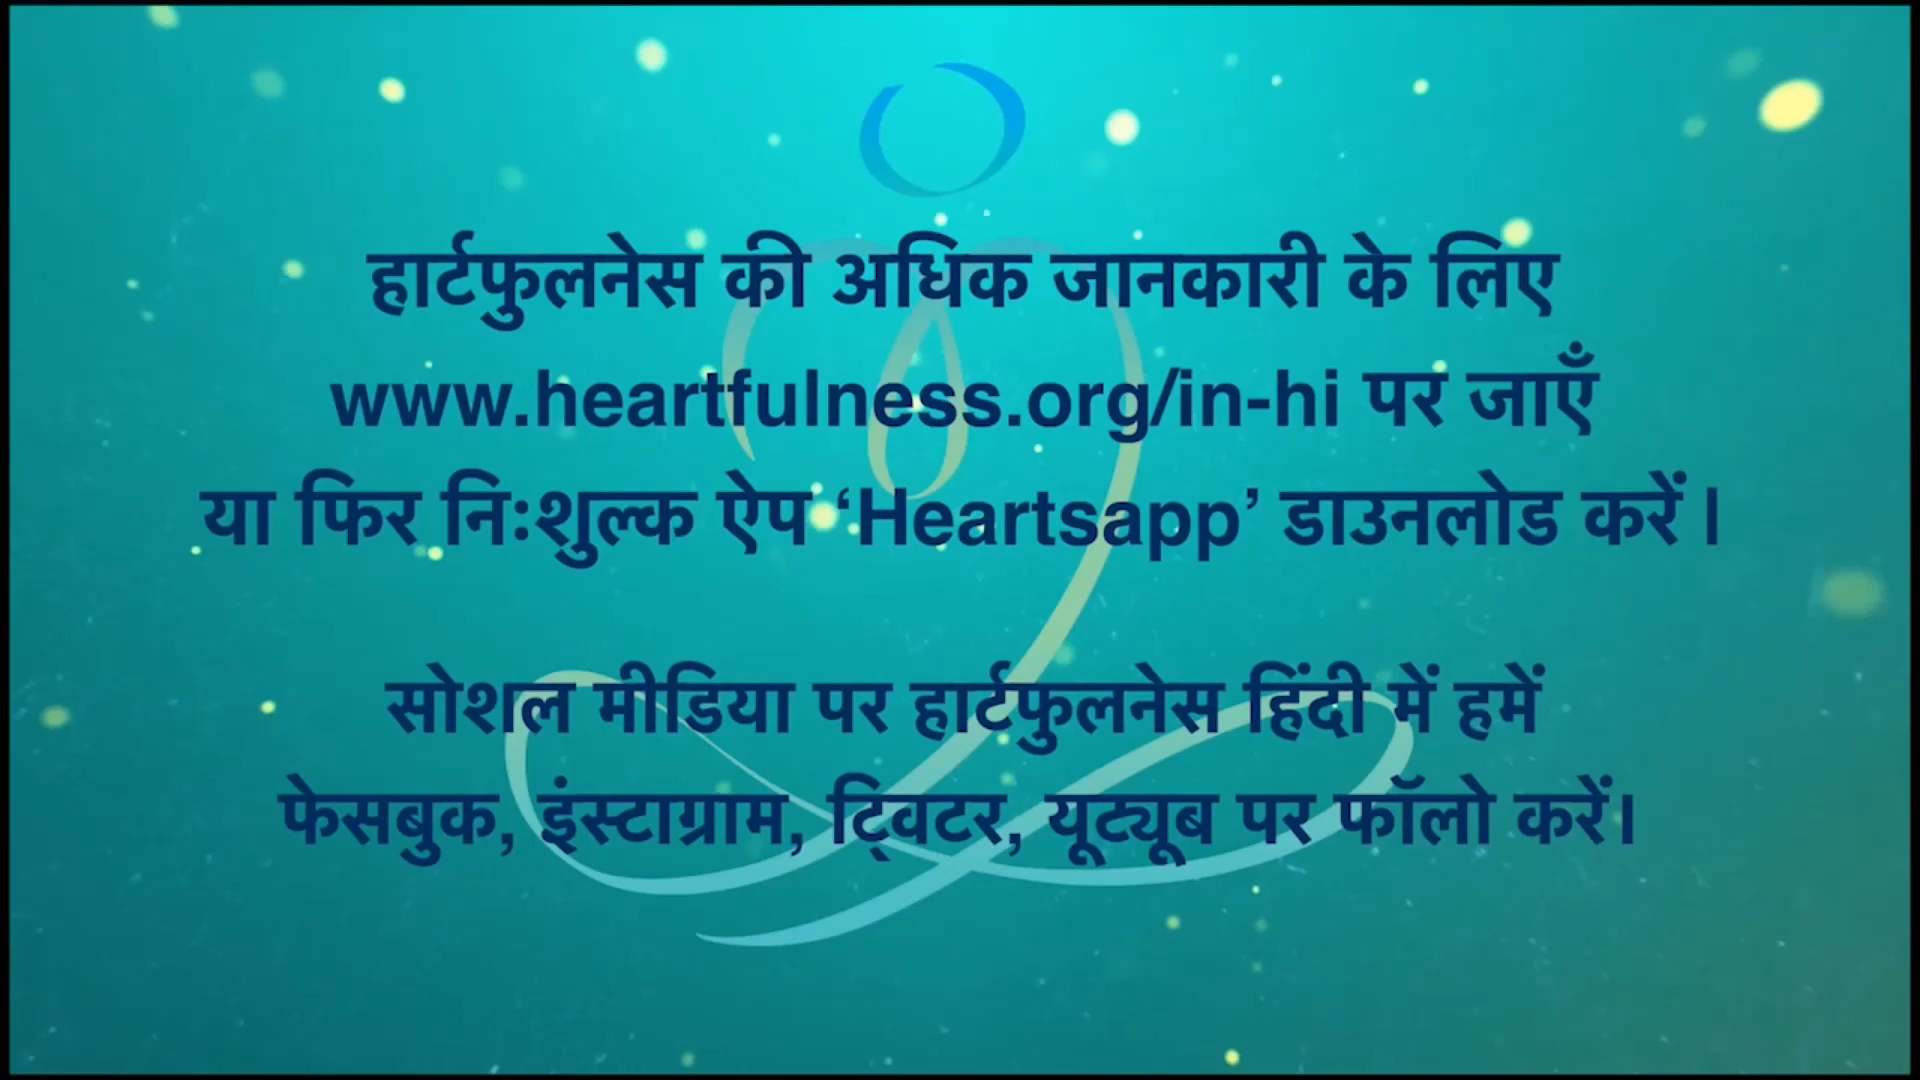 हार्टफुलनेस की अधिक जानकारी के लिए
www.heartfulness.org/in-hi पर जाएँ
या फिर निःशुल्क ऐप ‘Heartsapp’ डाउनलोड करें |
सोशल मीडिया पर हार्टफुलनेस हिंदी में हमें
फेसबुक, इंस्टाग्राम, ट्विटर, यूट्यूब पर फॉलो करें।